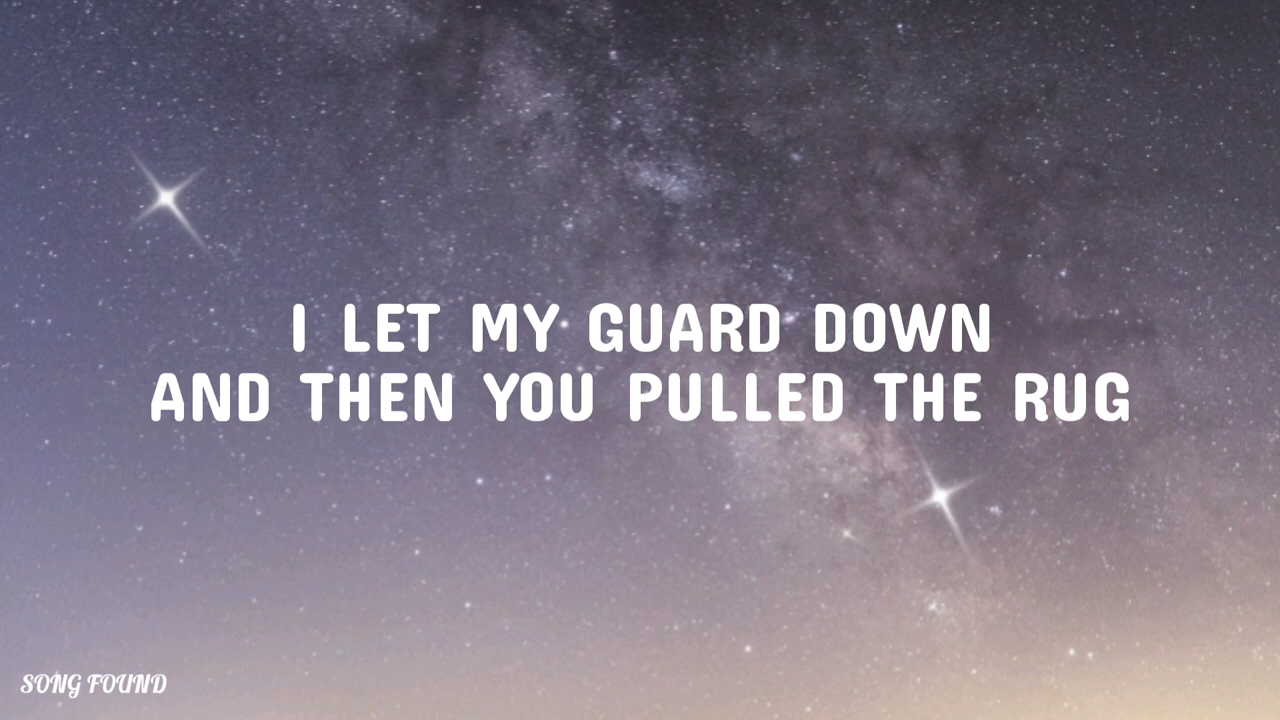 I LET MY GUARD DOWN
AND THEN YOU PULLED THE RUG
SONG FOUND